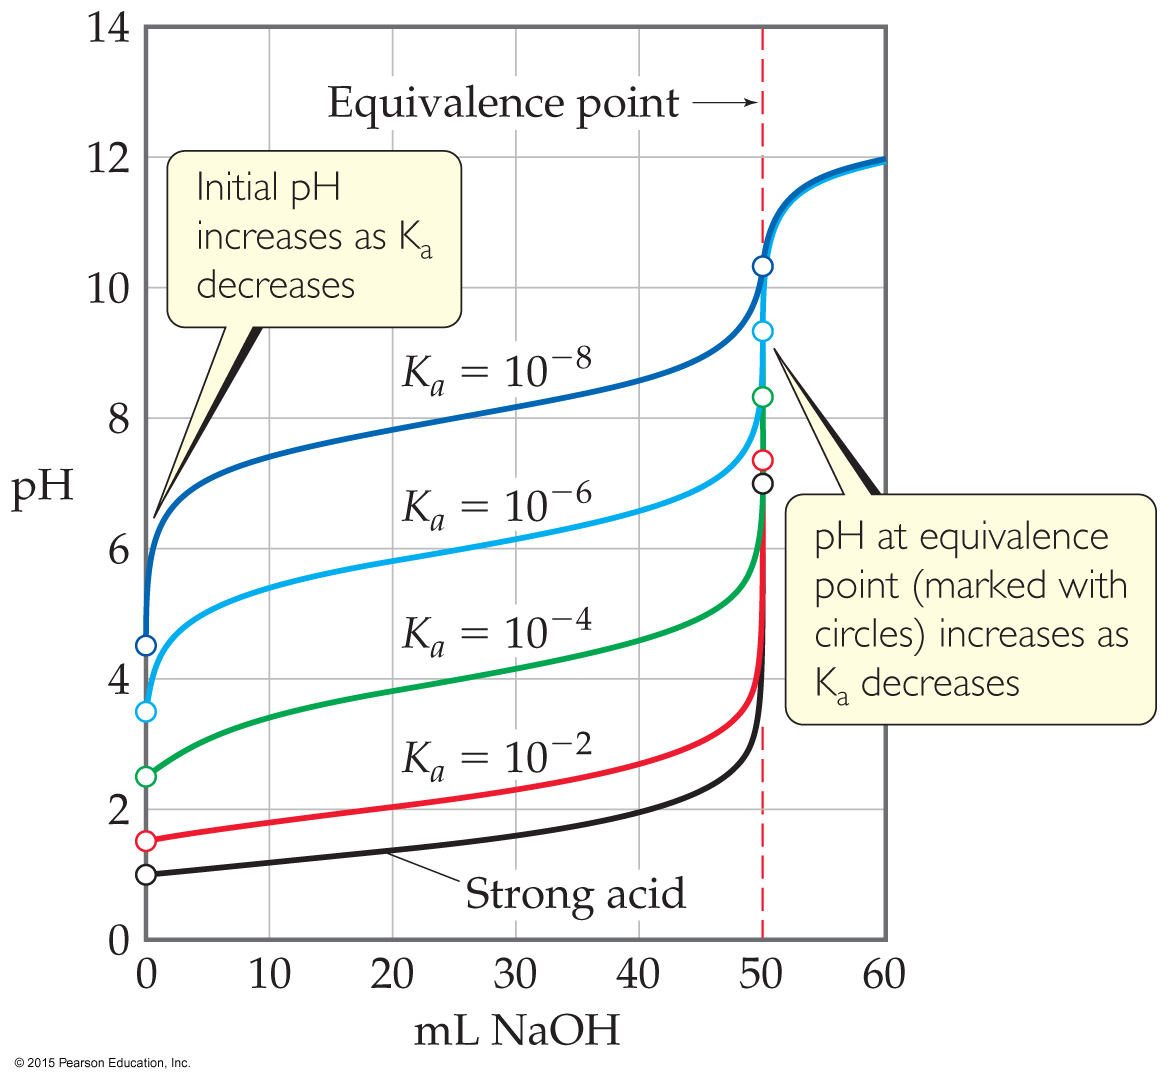 14
12
10
8
6
4
2
0
pH
Equivalence point
Initial pH
increases as Kₐ
decreases
Kₐ = 10⁻⁸
Kₐ = 10⁻⁶
Kₐ = 10⁻⁴
Kₐ = 10⁻²
Strong acid
pH at equivalence
point (marked with
circles) increases as
Kₐ decreases
0 10 20 30 40 50 60
mL NaOH
© 2015 Pearson Education, Inc.